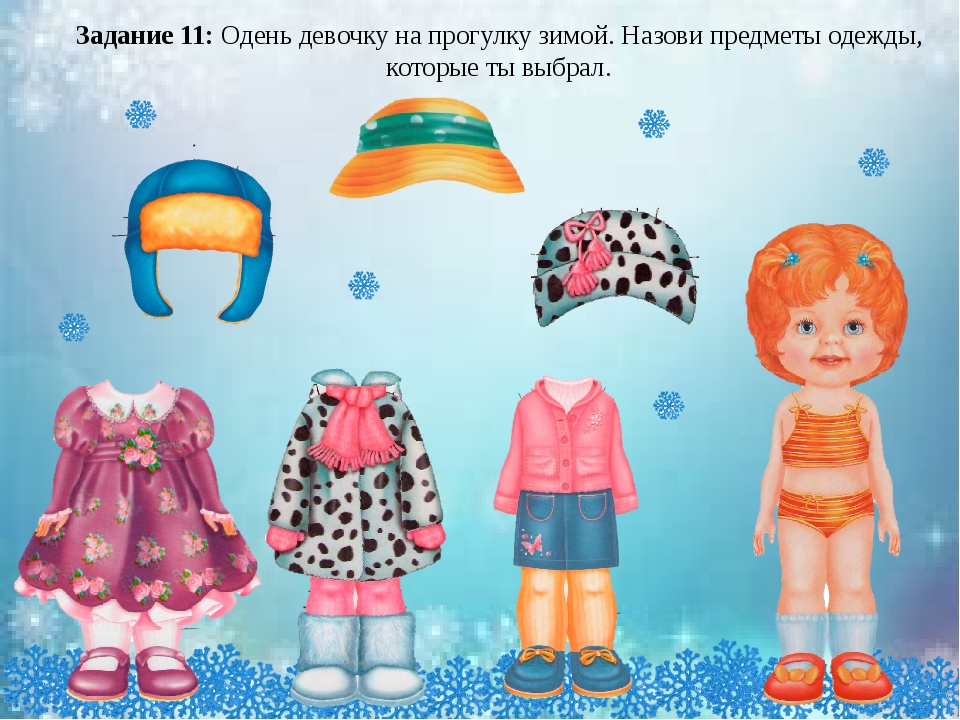 Задание 11: Одень девочку на прогулку зимой. Назови предметы одежды,
которые ты выбрал.